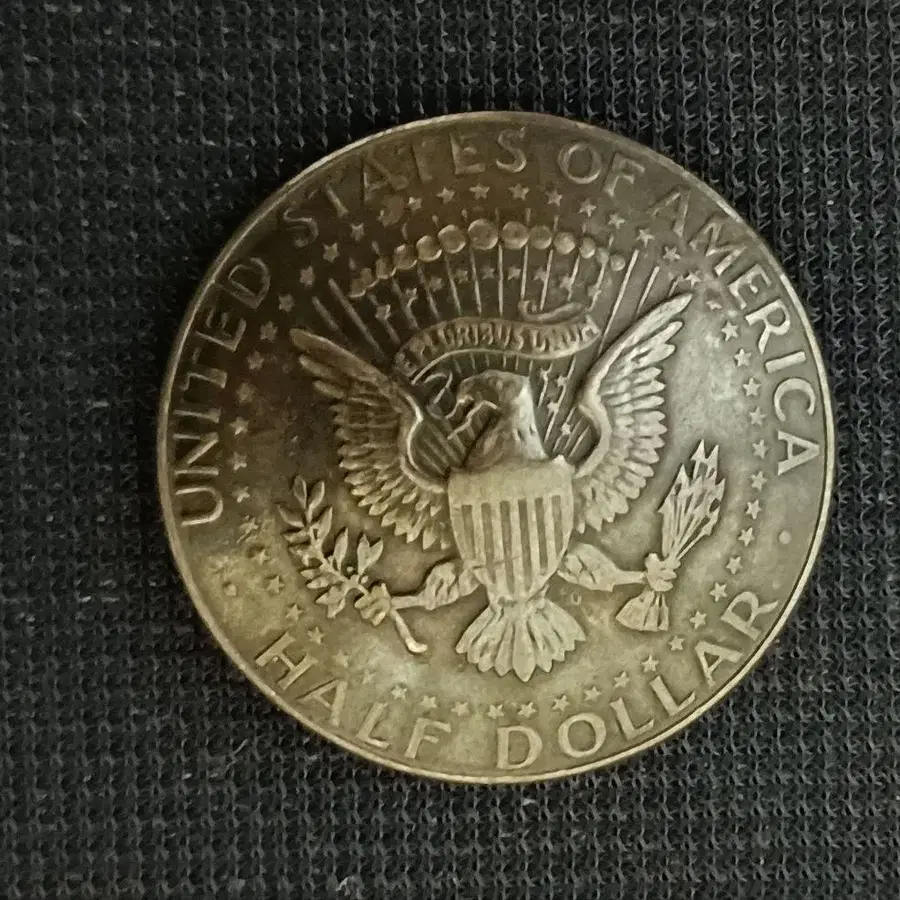 UNITED STATES OF AMERICA
E PLURIBUS UNUM
HALF DOLLAR